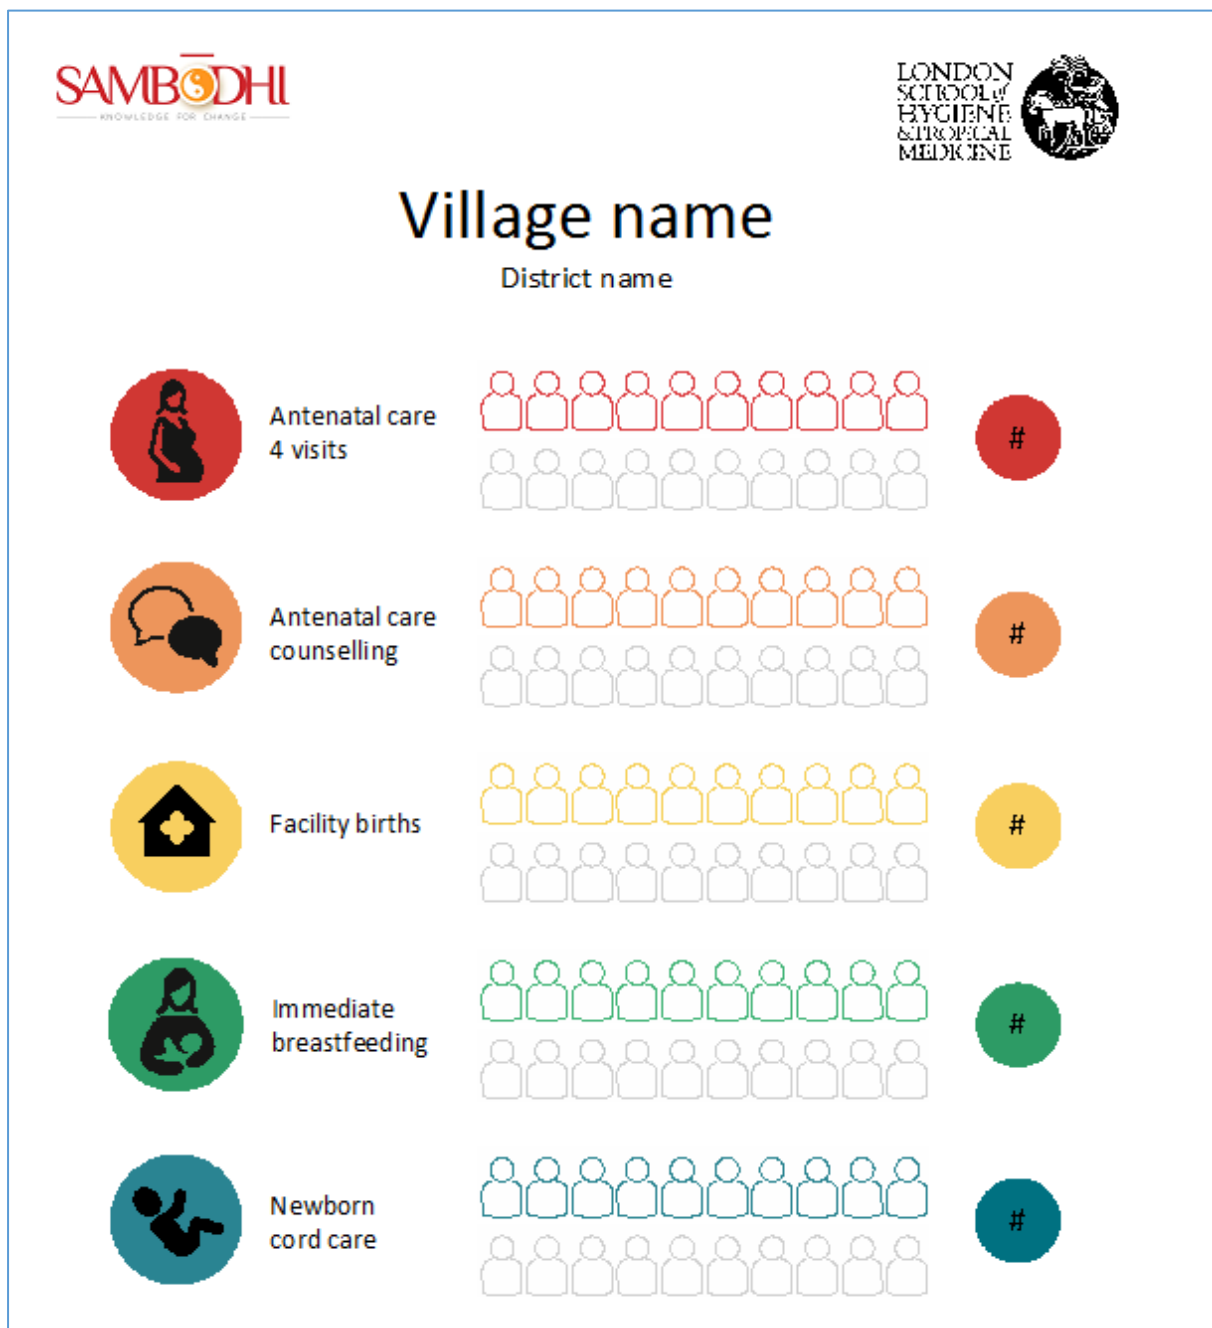 SAMBŌDHI
KNOWLEDGE FOR CHANGE
LONDON
SCHOOL of
HYGIENE
& TROPICAL
MEDICINE
Village name
District name
Antenatal care
4 visits
#
Antenatal care
counselling
#
Facility births
#
Immediate
breastfeeding
#
Newborn
cord care
#